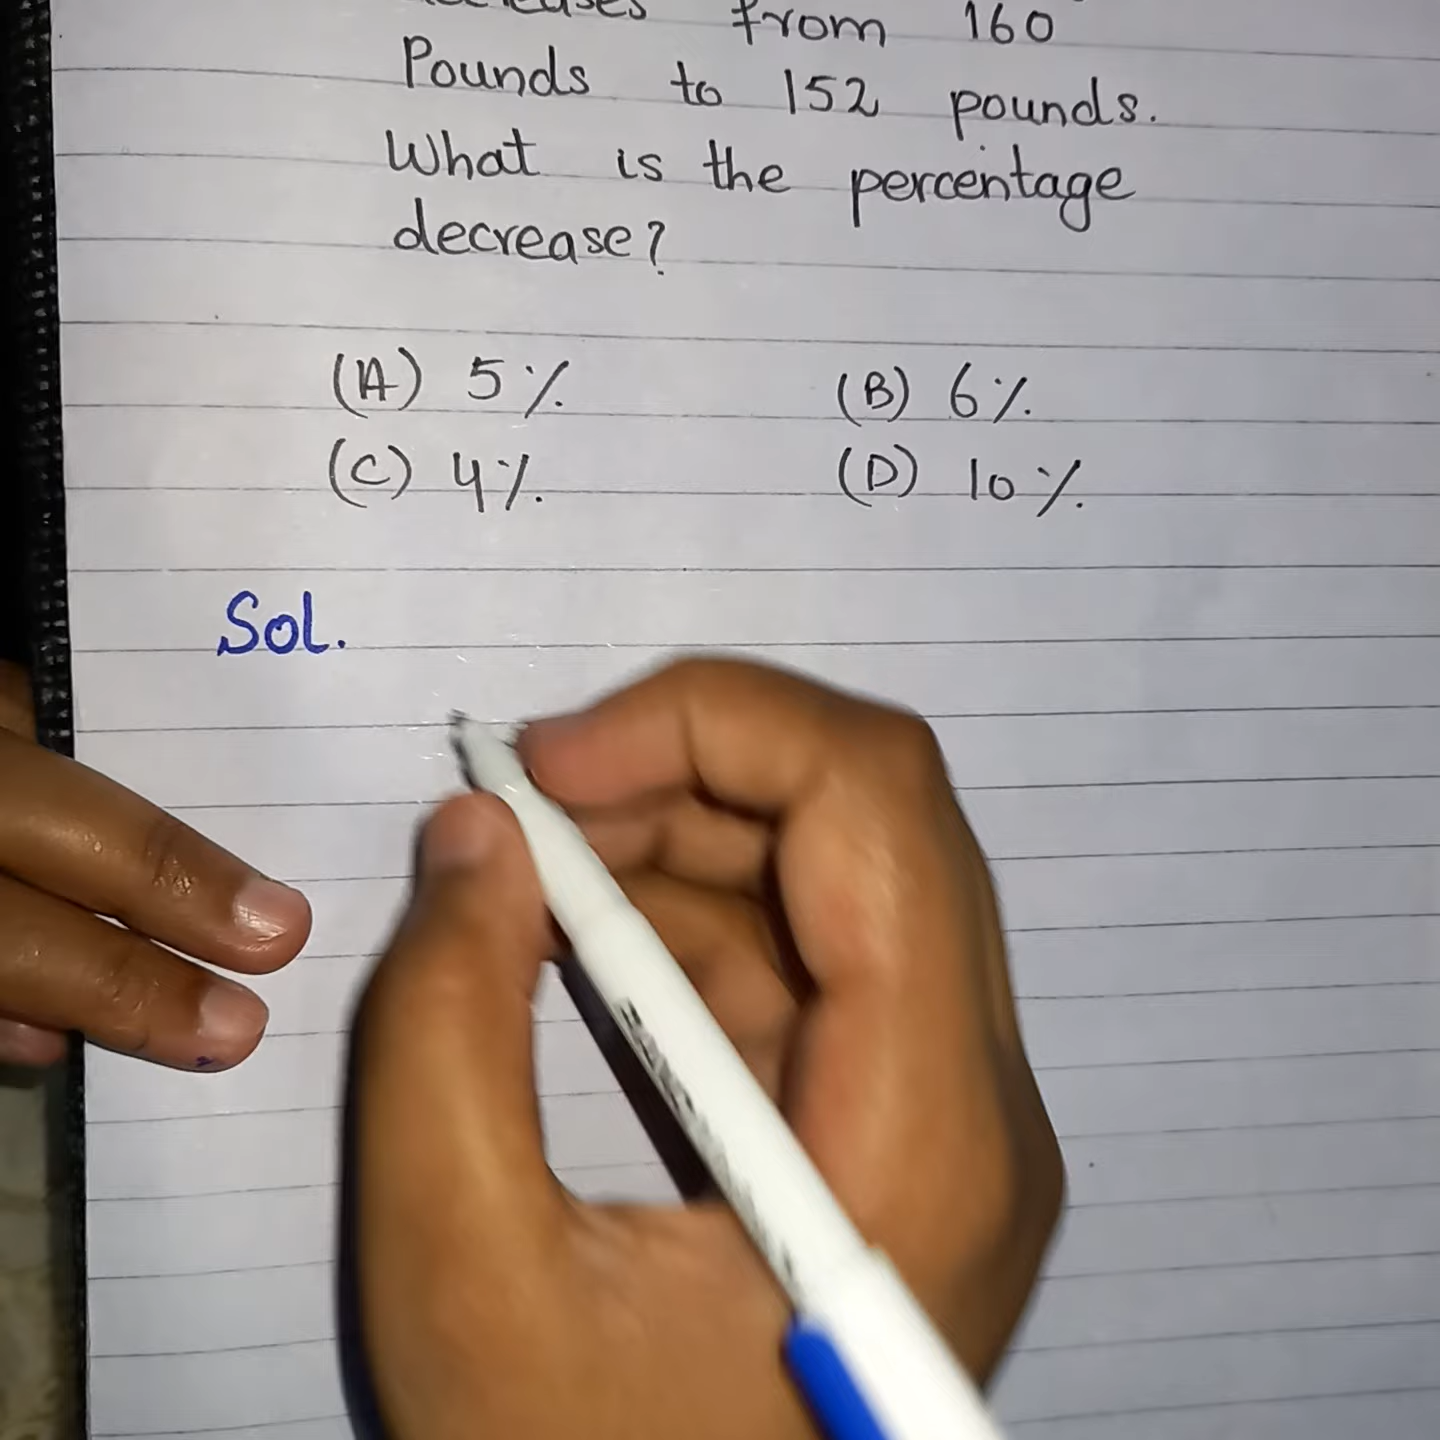 from 160
Pounds to 152 pounds.
What is the percentage
decrease?
(A) 5% (B) 6%
(C) 4% (D) 10%
Sol.